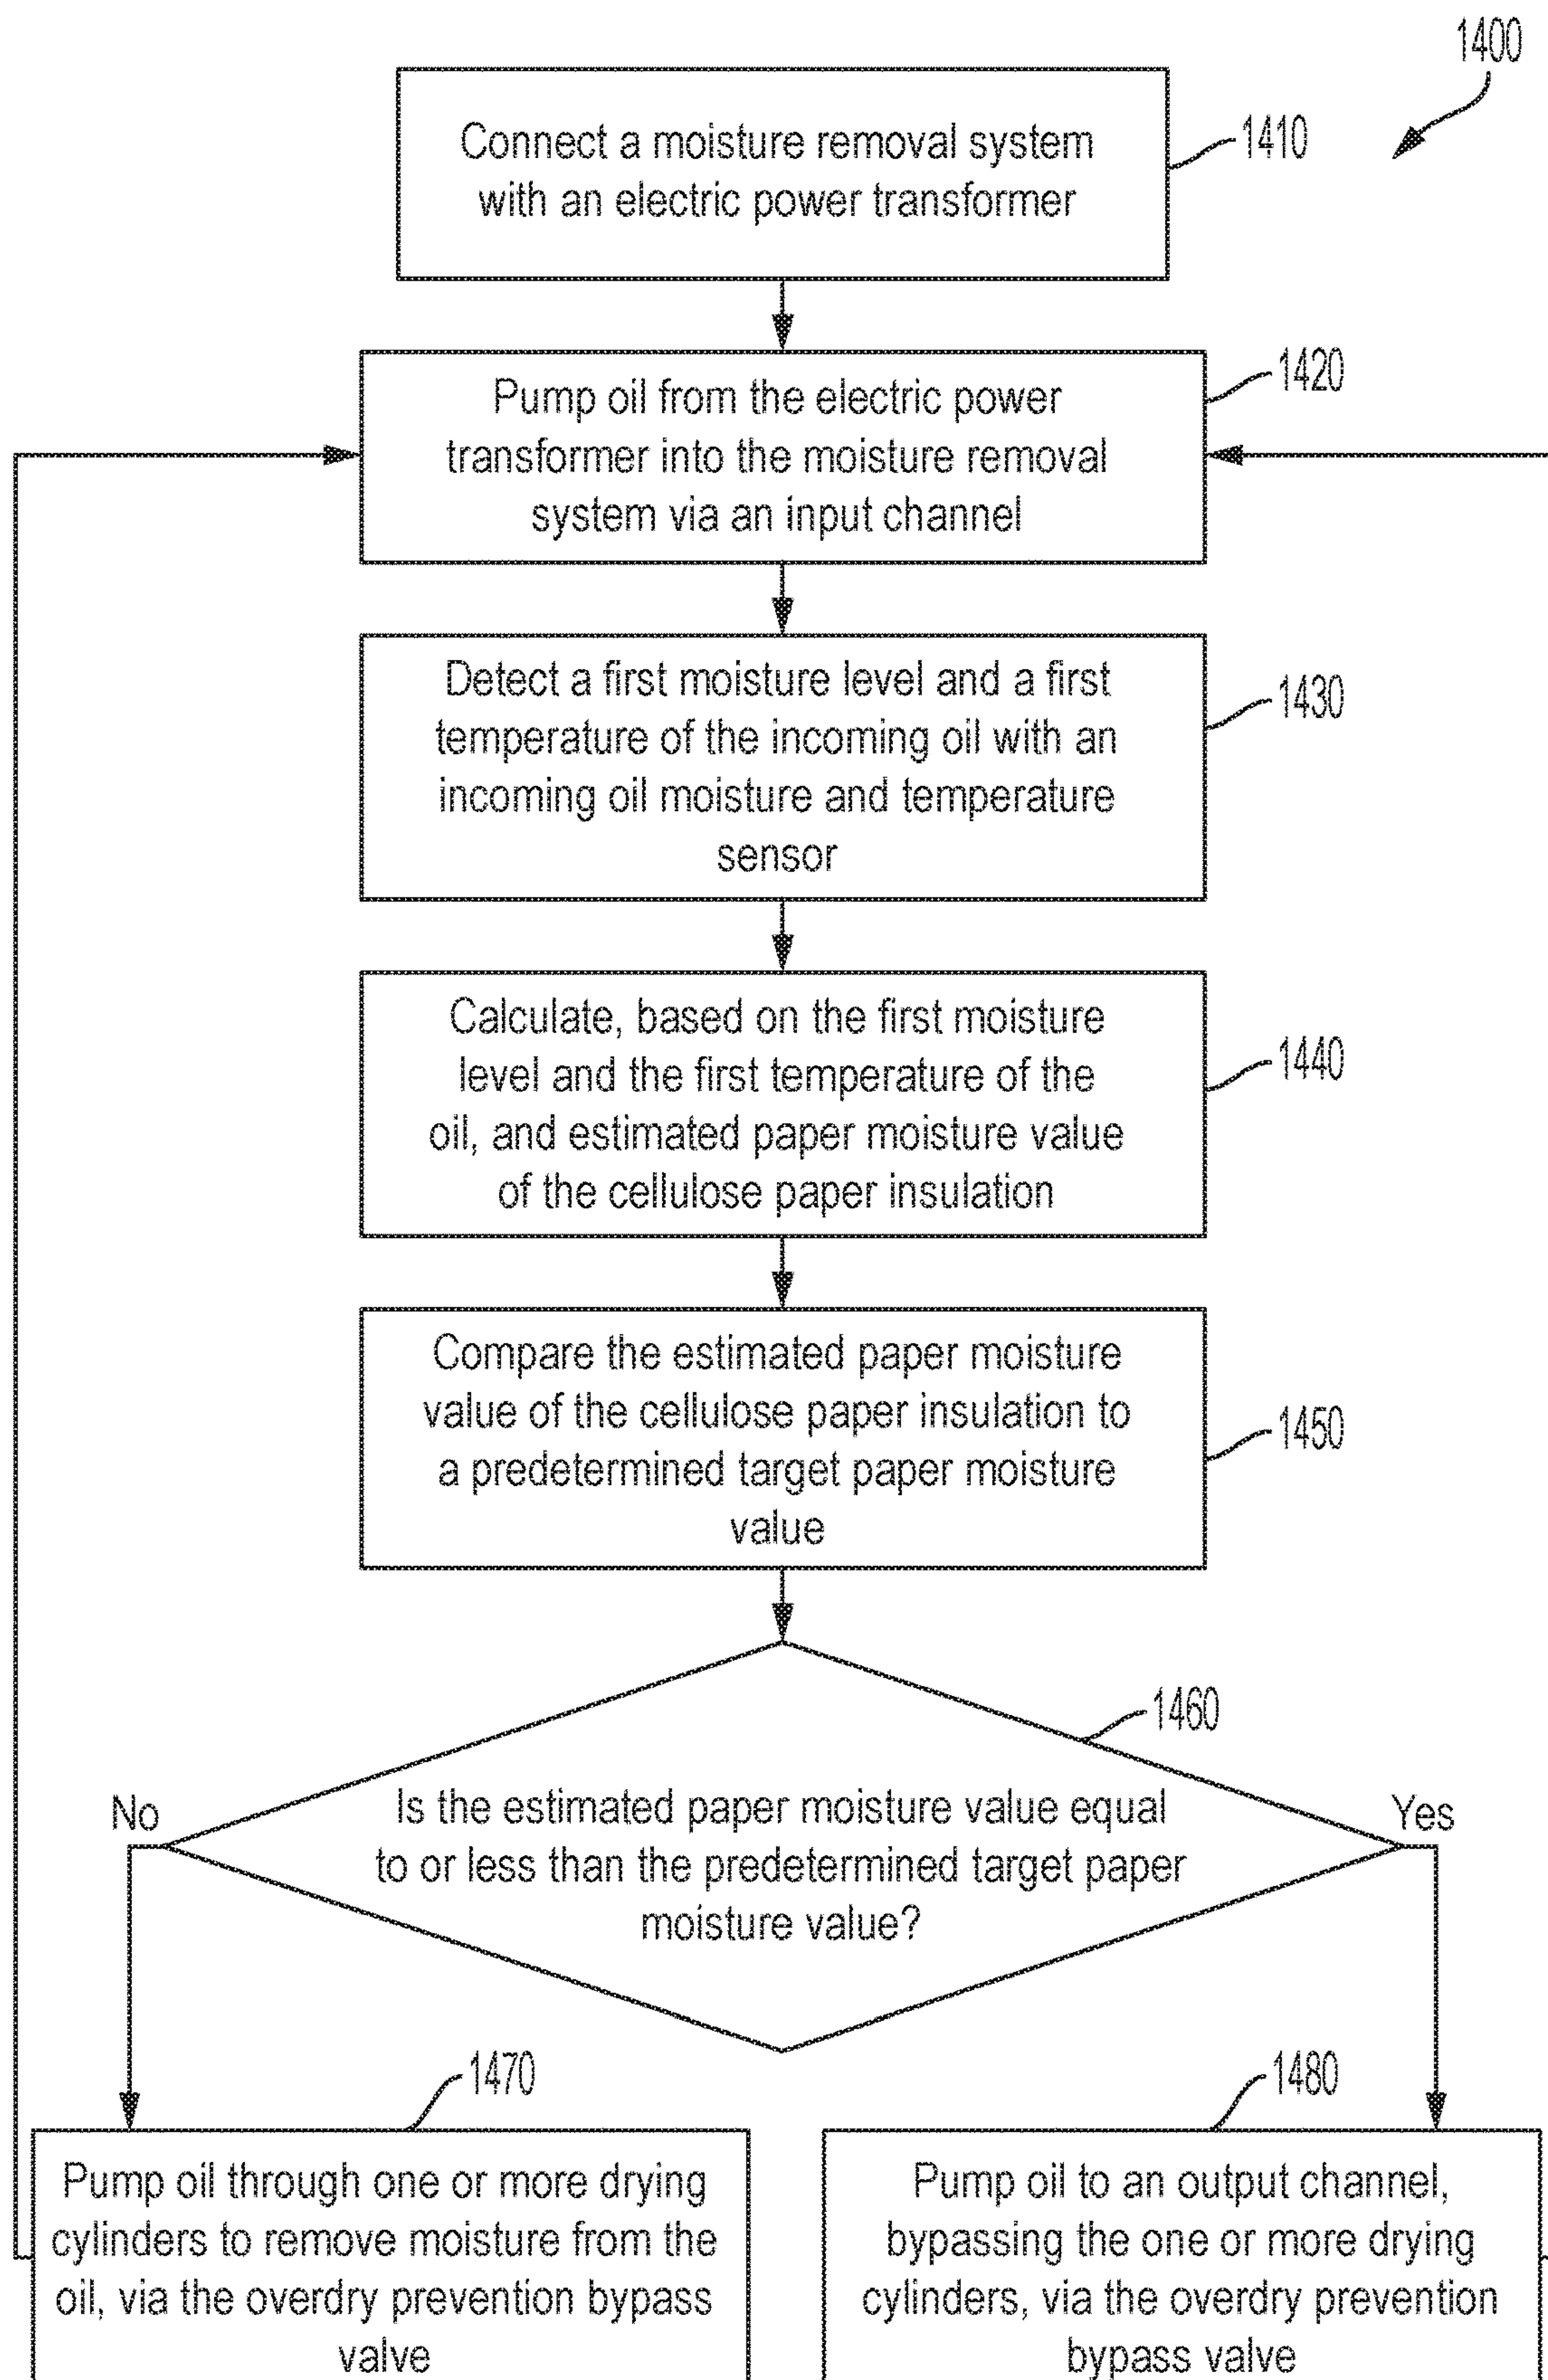 1400
Connect a moisture removal system
with an electric power transformer
1410
Pump oil from the electric power
transformer into the moisture removal
system via an input channel
1420
Detect a first moisture level and a first
temperature of the incoming oil with an
incoming oil moisture and temperature
sensor
1430
Calculate, based on the first moisture
level and the first temperature of the
oil, and estimated paper moisture value
of the cellulose paper insulation
1440
Compare the estimated paper moisture
value of the cellulose paper insulation to
a predetermined target paper moisture
value
1450
1460
Is the estimated paper moisture value equal
to or less than the predetermined target paper
moisture value?
No
Yes
1470
Pump oil through one or more drying
cylinders to remove moisture from the
oil, via the overdry prevention bypass
valve
1480
Pump oil to an output channel,
bypassing the one or more drying
cylinders, via the overdry prevention
bypass valve